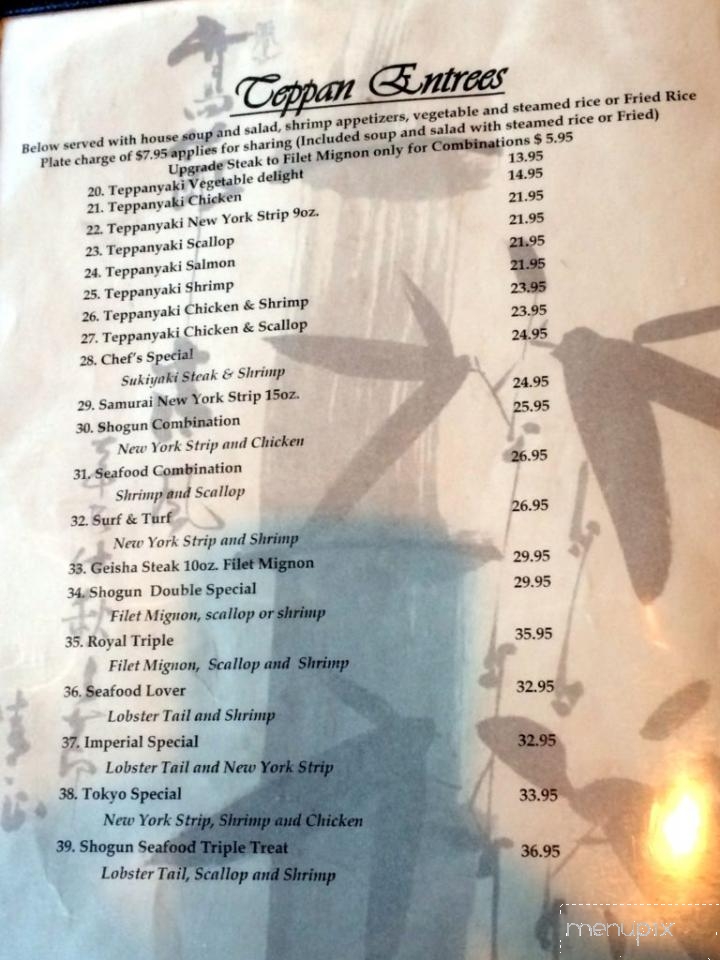 Teppan Entrees
Below served with house soup and salad, shrimp appetizers, vegetable and steamed rice or Fried Rice
Plate charge of $7.95 applies for sharing (Included soup and salad with steamed rice or Fried)
Upgrade Steak to Filet Mignon only for Combinations $ 5.95
20. Teppanyaki Vegetable delight 13.95
21. Teppanyaki Chicken 14.95
22. Teppanyaki New York Strip 9oz. 21.95
23. Teppanyaki Scallop 21.95
24. Teppanyaki Salmon 21.95
25. Teppanyaki Shrimp 21.95
26. Teppanyaki Chicken & Shrimp 23.95
27. Teppanyaki Chicken & Scallop 23.95
28. Chef's Special 24.95
Sukiyaki Steak & Shrimp
29. Samurai New York Strip 15oz. 24.95
30. Shogun Combination 25.95
New York Strip and Chicken
31. Seafood Combination 26.95
Shrimp and Scallop
32. Surf & Turf 26.95
New York Strip and Shrimp
33. Geisha Steak 10oz. Filet Mignon 29.95
34. Shogun Double Special 29.95
Filet Mignon, scallop or shrimp
35. Royal Triple 35.95
Filet Mignon, Scallop and Shrimp
36. Seafood Lover 32.95
Lobster Tail and Shrimp
37. Imperial Special 32.95
Lobster Tail and New York Strip
38. Tokyo Special 33.95
New York Strip, Shrimp and Chicken
39. Shogun Seafood Triple Treat 36.95
Lobster Tail, Scallop and Shrimp
menupix